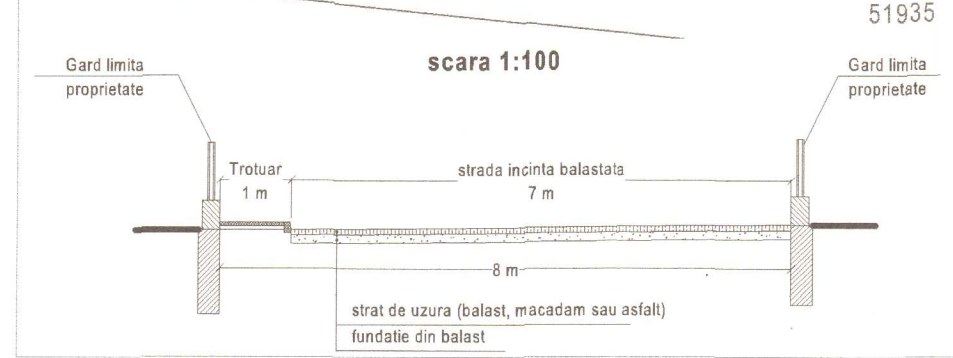 51935
scara 1:100
Gard limita
proprietate
Gard limita
proprietate
Trotuar
1 m
strada incinta balastata
7 m
8 m
strat de uzura (balast, macadam sau asfalt)
fundatie din balast